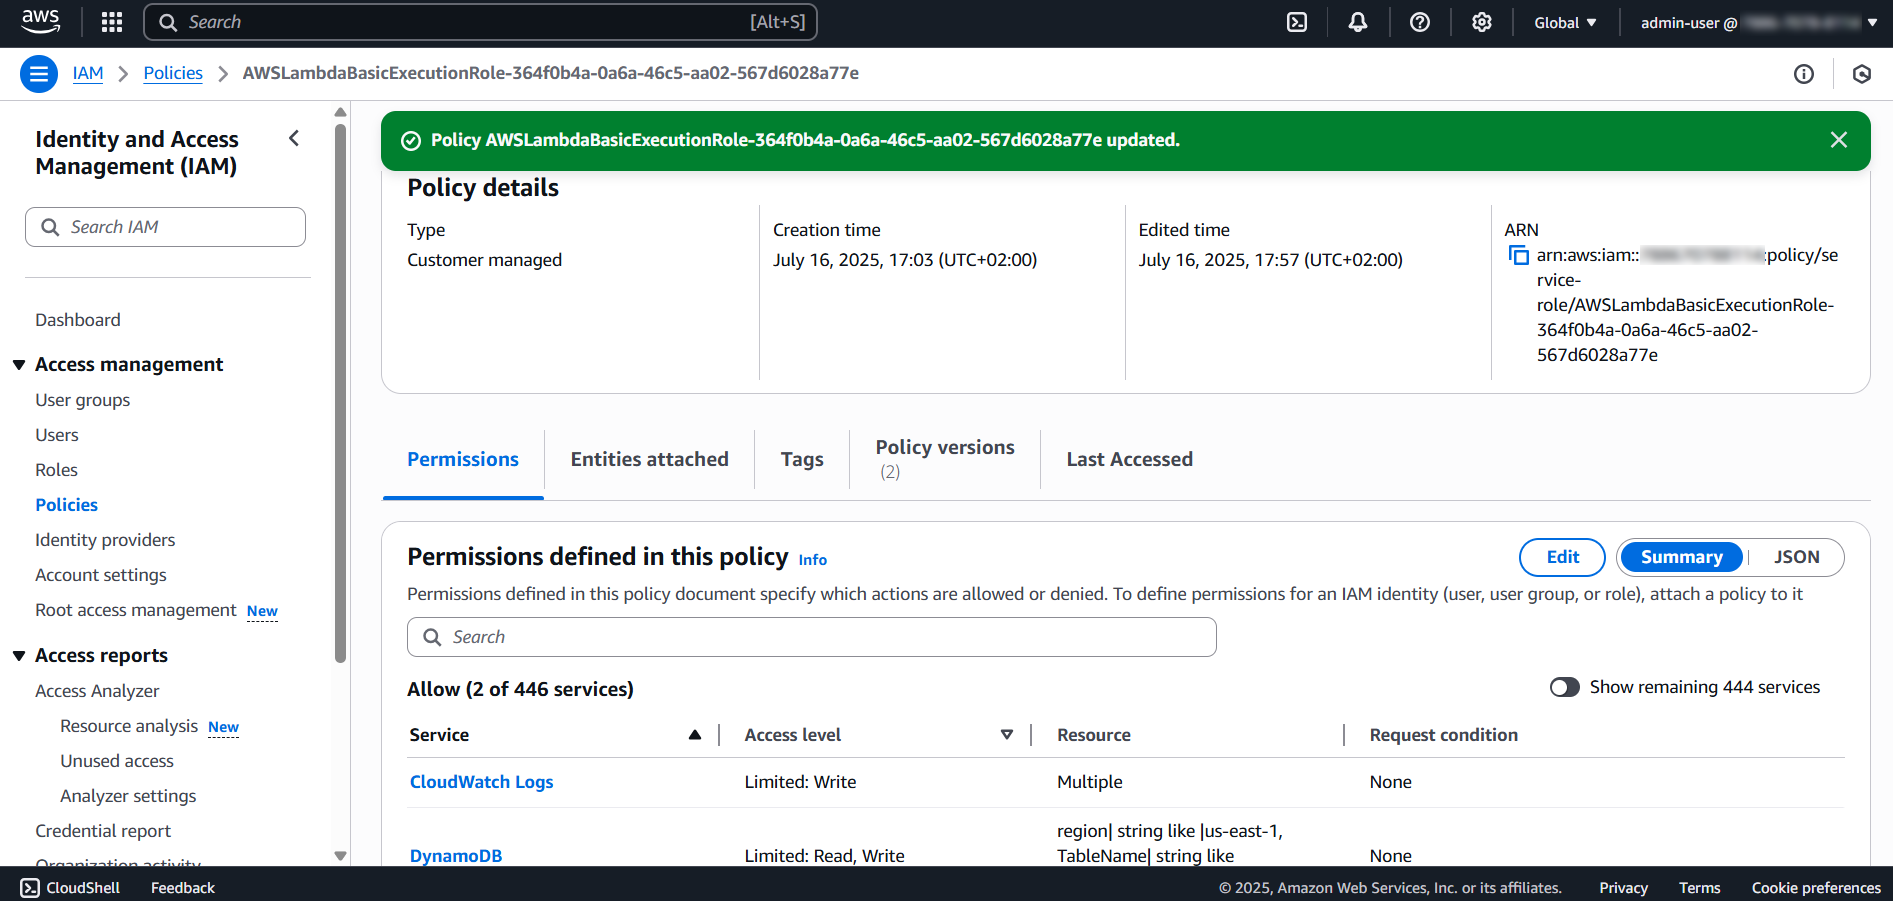 aws
Search [Alt+S]
Global
admin-user @
IAM
Policies
AWSLambdaBasicExecutionRole-364f0b4a-0a6a-46c5-aa02-567d6028a77e
Identity and Access
Management (IAM)
Search IAM
Dashboard
Access management
User groups
Users
Roles
Policies
Identity providers
Account settings
Root access management New
Access reports
Access Analyzer
Resource analysis New
Unused access
Analyzer settings
Credential report
Organization activity
Policy AWSLambdaBasicExecutionRole-364f0b4a-0a6a-46c5-aa02-567d6028a77e updated.
Policy details
Type
Customer managed
Creation time
July 16, 2025, 17:03 (UTC+02:00)
Edited time
July 16, 2025, 17:57 (UTC+02:00)
ARN
arn:aws:iam:: :policy/se
rvice-
role/AWSLambdaBasicExecutionRole-
364f0b4a-0a6a-46c5-aa02-
567d6028a77e
Permissions
Entities attached
Tags
Policy versions
(2)
Last Accessed
Permissions defined in this policy Info
Edit
Summary
JSON
Permissions defined in this policy document specify which actions are allowed or denied. To define permissions for an IAM identity (user, user group, or role), attach a policy to it
Search
Allow (2 of 446 services)
Show remaining 444 services
Service Access level Resource Request condition
CloudWatch Logs Limited: Write Multiple None
DynamoDB Limited: Read, Write
region| string like |us-east-1,
TableName| string like
None
CloudShell Feedback
© 2025, Amazon Web Services, Inc. or its affiliates. Privacy Terms Cookie preferences